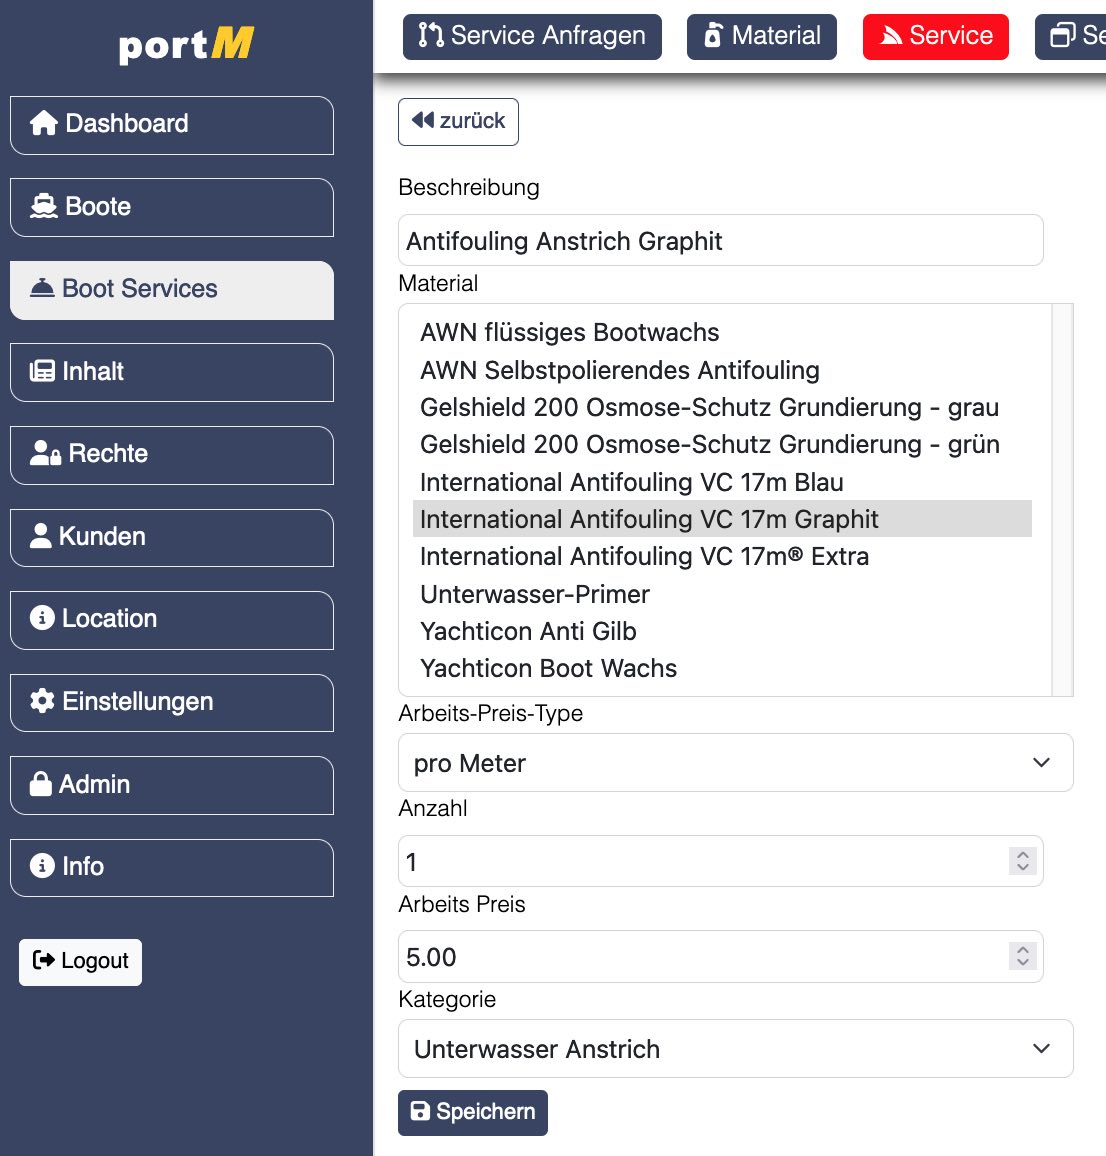 portM
Dashboard
Boote
Boot Services
Inhalt
Rechte
Kunden
Location
Einstellungen
Admin
Info
Logout
Service Anfragen
Material
Service
Se
zurück
Beschreibung
Antifouling Anstrich Graphit
Material
AWN flüssiges Bootwachs
AWN Selbstpolierendes Antifouling
Gelshield 200 Osmose-Schutz Grundierung - grau
Gelshield 200 Osmose-Schutz Grundierung - grün
International Antifouling VC 17m Blau
International Antifouling VC 17m Graphit
International Antifouling VC 17m® Extra
Unterwasser-Primer
Yachticon Anti Gilb
Yachticon Boot Wachs
Arbeits-Preis-Type
pro Meter
Anzahl
1
Arbeits Preis
5.00
Kategorie
Unterwasser Anstrich
Speichern